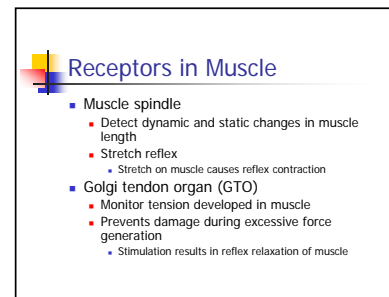 Receptors in Muscle
Muscle spindle
Detect dynamic and static changes in muscle
length
Stretch reflex
Stretch on muscle causes reflex contraction
Golgi tendon organ (GTO)
Monitor tension developed in muscle
Prevents damage during excessive force
generation
Stimulation results in reflex relaxation of muscle